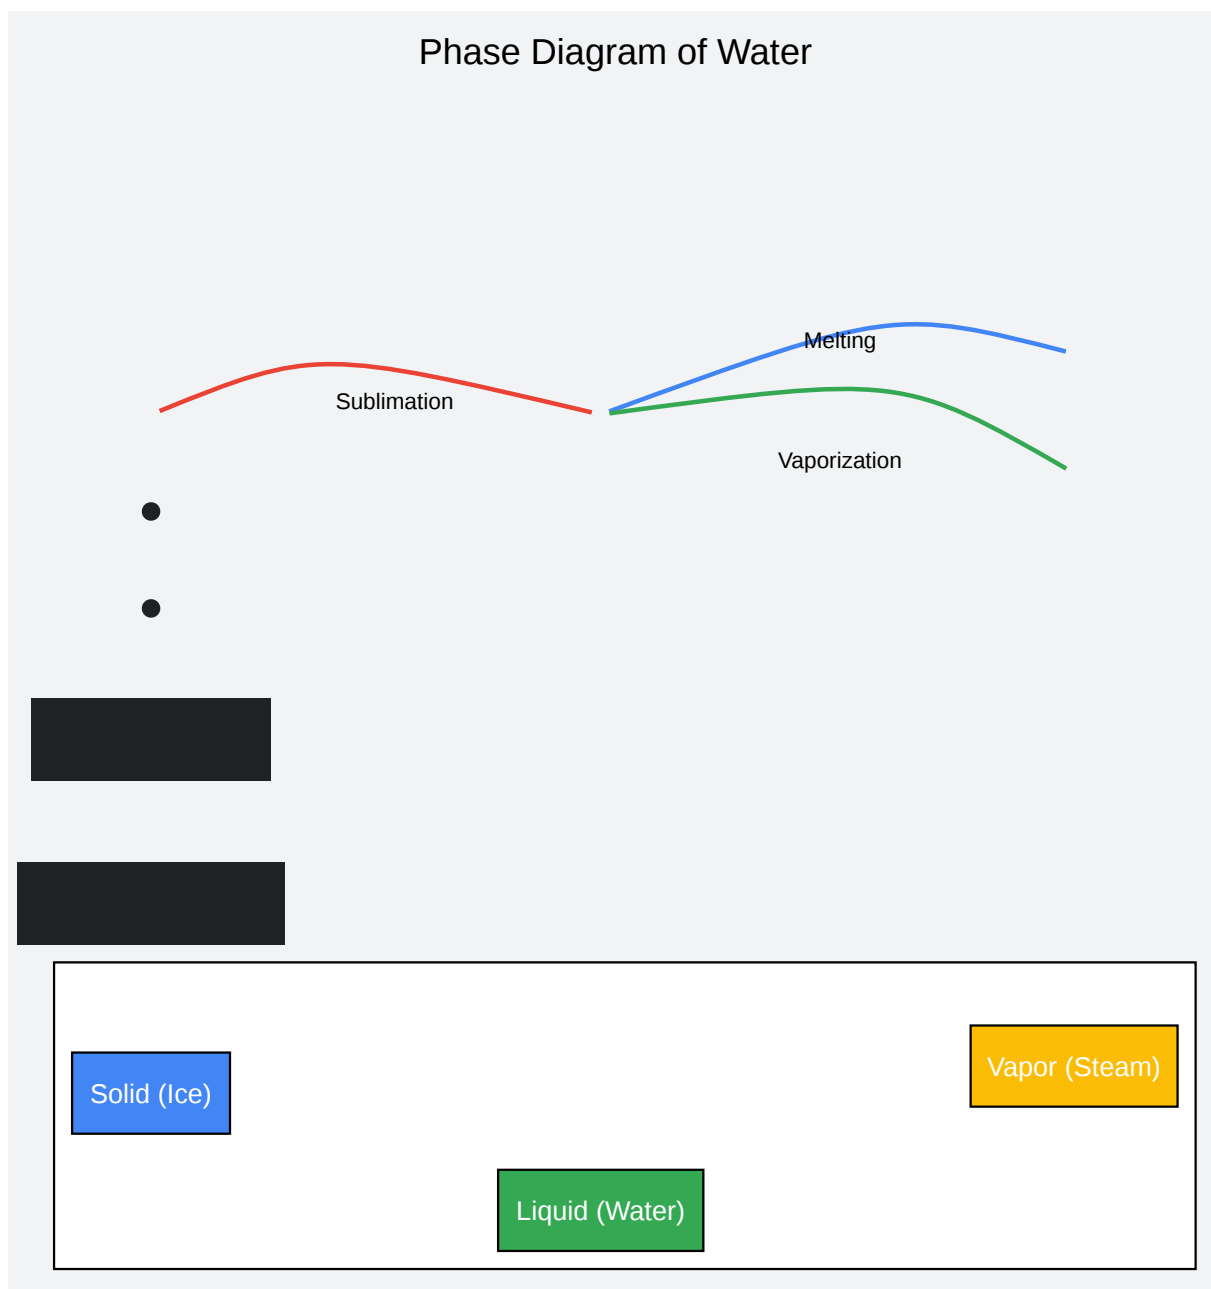 Phase Diagram of Water
Melting
Sublimation
Vaporization
Vapor (Steam)
Solid (Ice)
Liquid (Water)